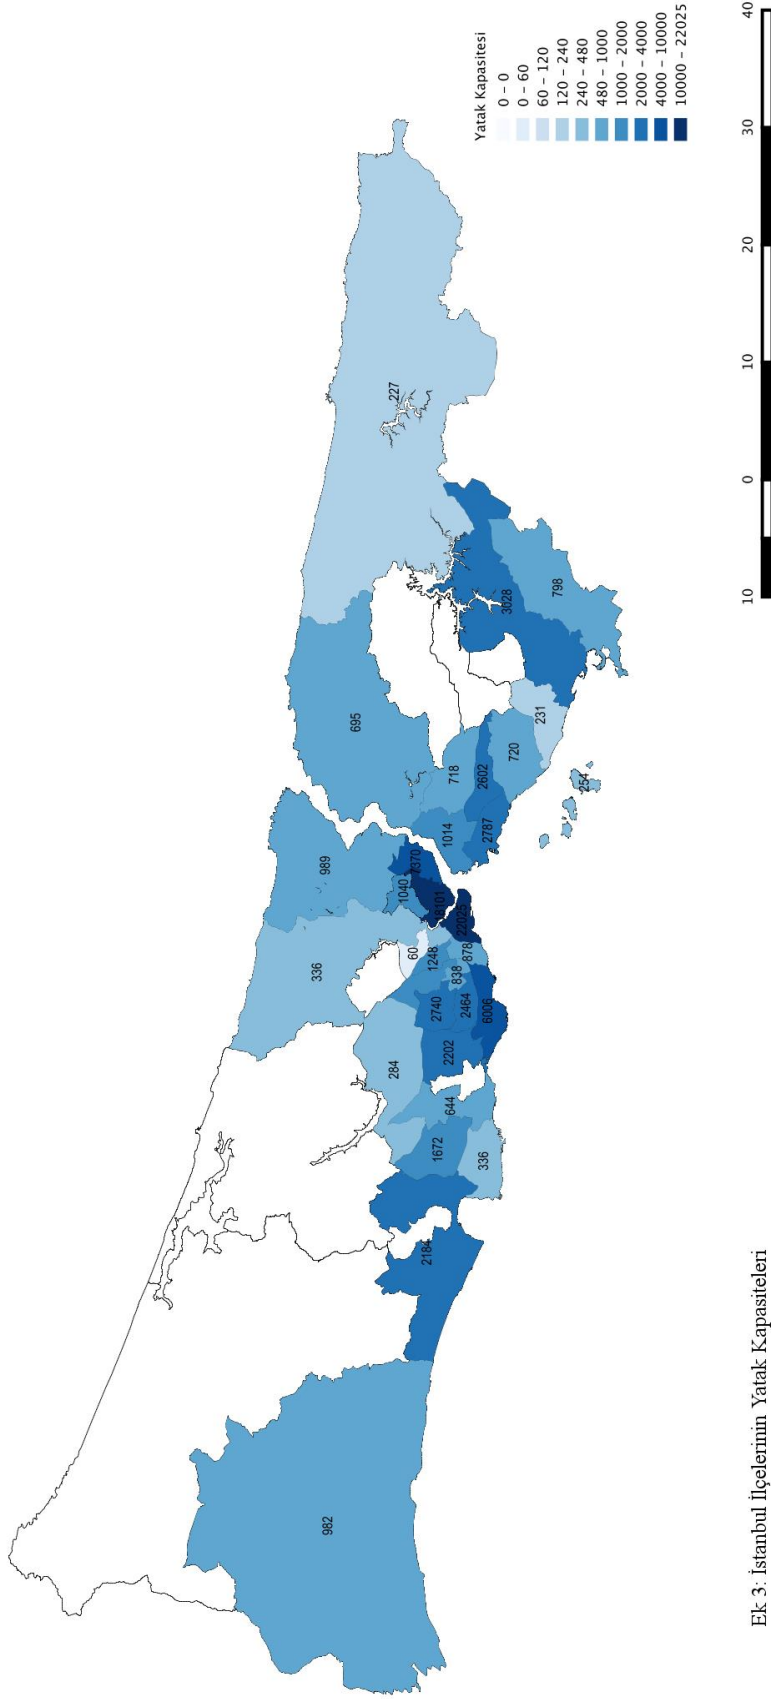 982
336
989
695
227
284
60
1040
7370
2184
1672
644
2202
2740
1248
1014
718
336
2464
838
878
22025
6006
2787
2602
720
3028
231
798
254
Yatak Kapasitesi
0 – 0
0 – 60
60 – 120
120 – 240
240 – 480
480 – 1000
1000 – 2000
2000 – 4000
4000 – 10000
10000 – 22025
10 0 10 20 30 40
Ek 3: İstanbul İlçelerinin Yatak Kapasiteleri